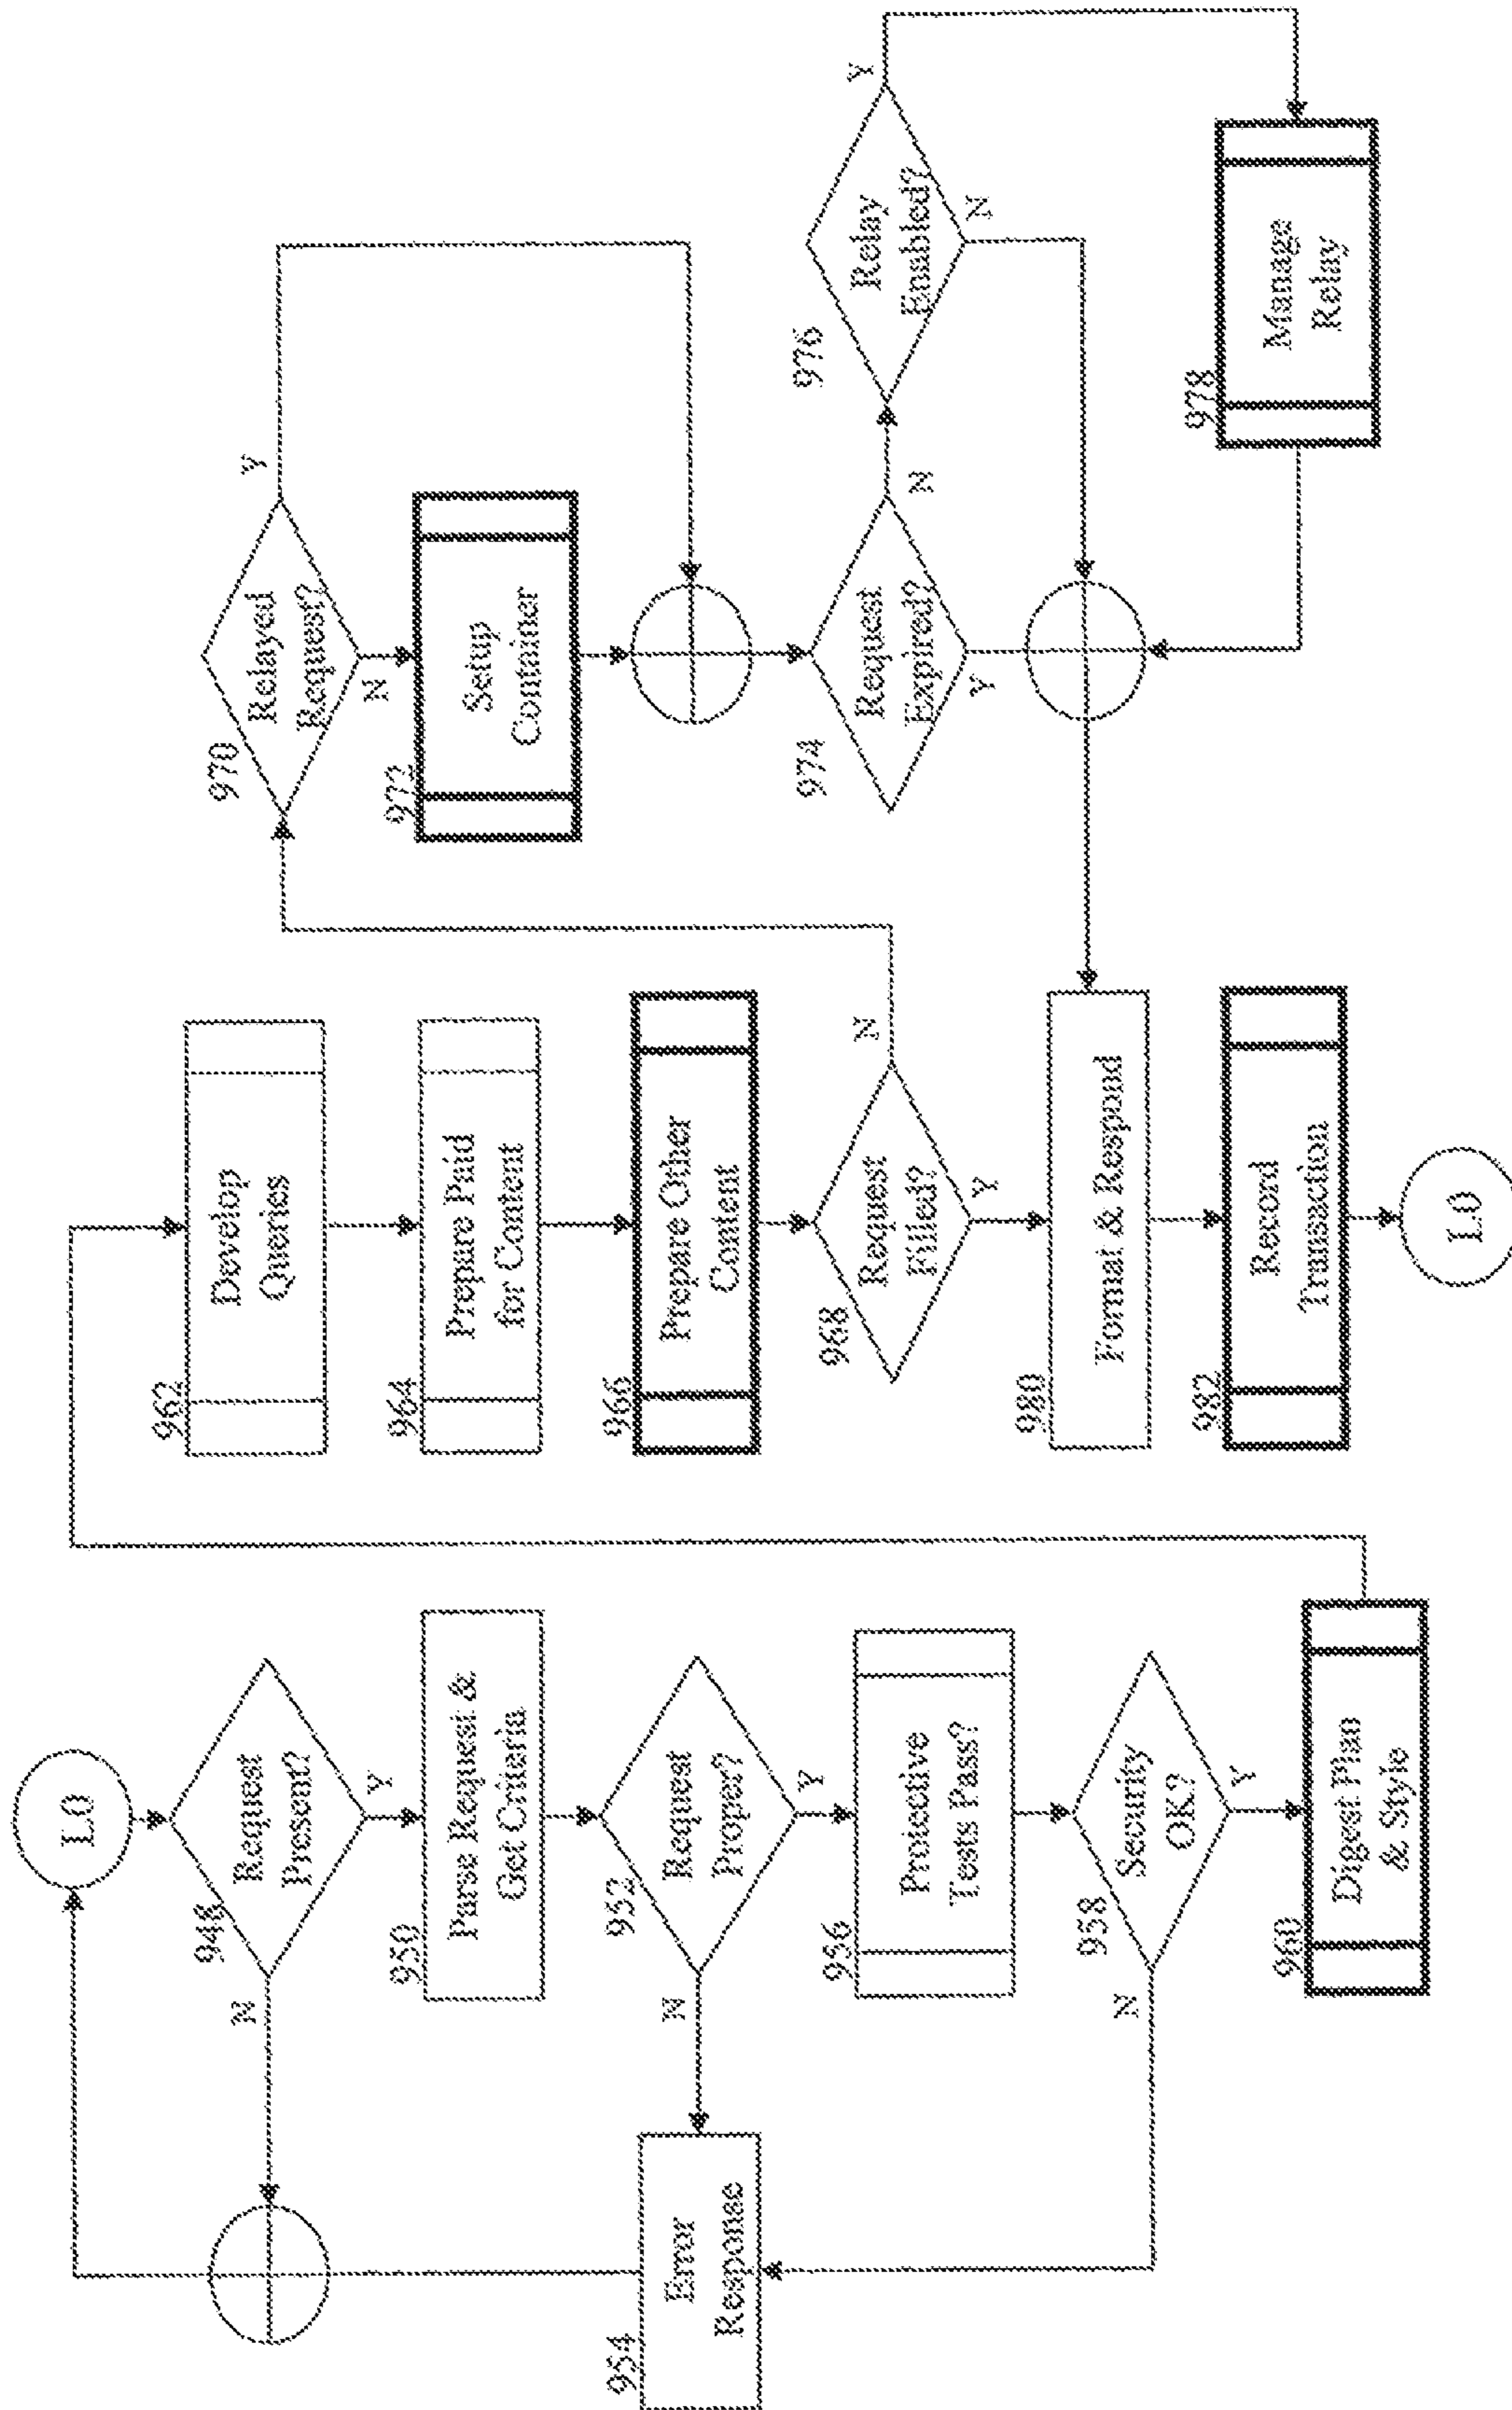 L0
948
Request
Present?
N
Y
950
Parse Request &
Get Criteria
952
Request
Proper?
N
Y
954
Error
Response
956
Protective
Tests Pass?
958
Security
OK?
N
Y
960
Digest Plan
& Style
962
Develop
Queries
964
Prepare Paid
for Content
966
Prepare Other
Content
968
Request
Filled?
N
Y
980
Format & Respond
982
Record
Transaction
L0
970
Relayed
Request?
Y
N
972
Setup
Container
974
Request
Expired?
N
Y
976
Relay
Enabled?
Y
N
978
Manage
Relay